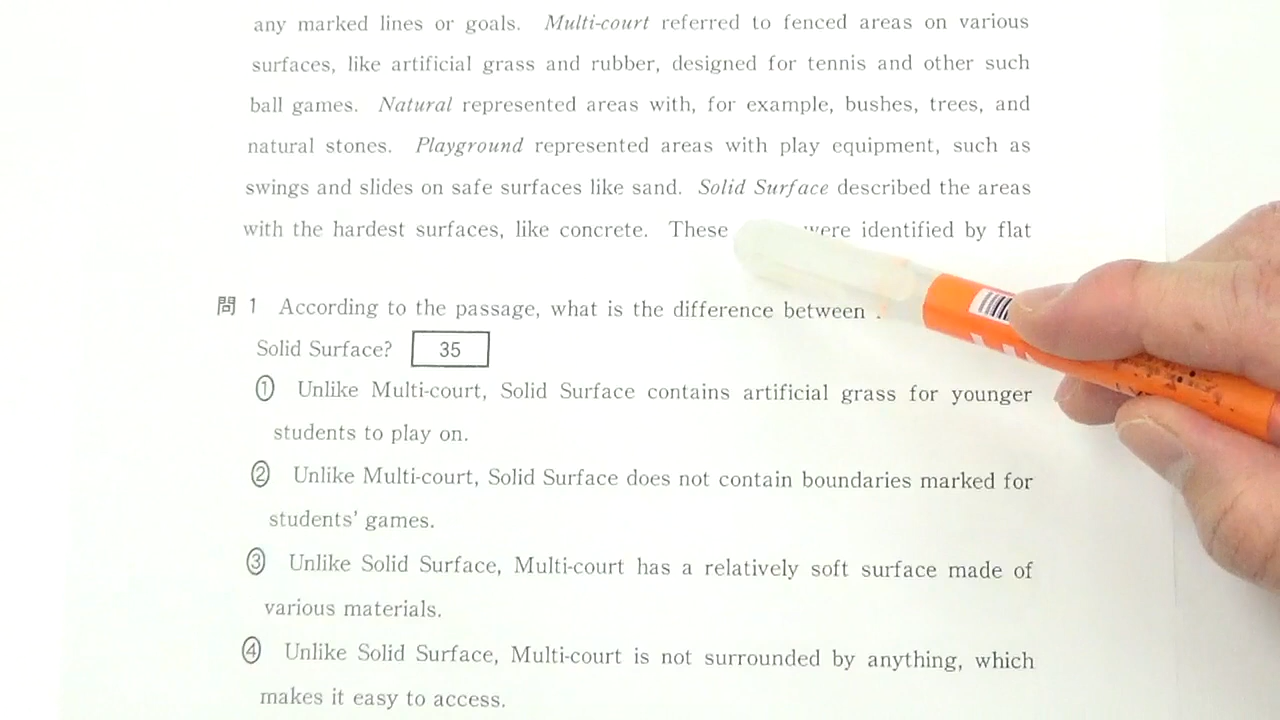 any marked lines or goals. Multi-court referred to fenced areas on various
surfaces, like artificial grass and rubber, designed for tennis and other such
ball games. Natural represented areas with, for example, bushes, trees, and
natural stones. Playground represented areas with play equipment, such as
swings and slides on safe surfaces like sand. Solid Surface described the areas
with the hardest surfaces, like concrete. These were identified by flat
問 1 According to the passage, what is the difference between
Solid Surface? 35
① Unlike Multi-court, Solid Surface contains artificial grass for younger
students to play on.
② Unlike Multi-court, Solid Surface does not contain boundaries marked for
students' games.
③ Unlike Solid Surface, Multi-court has a relatively soft surface made of
various materials.
④ Unlike Solid Surface, Multi-court is not surrounded by anything, which
makes it easy to access.